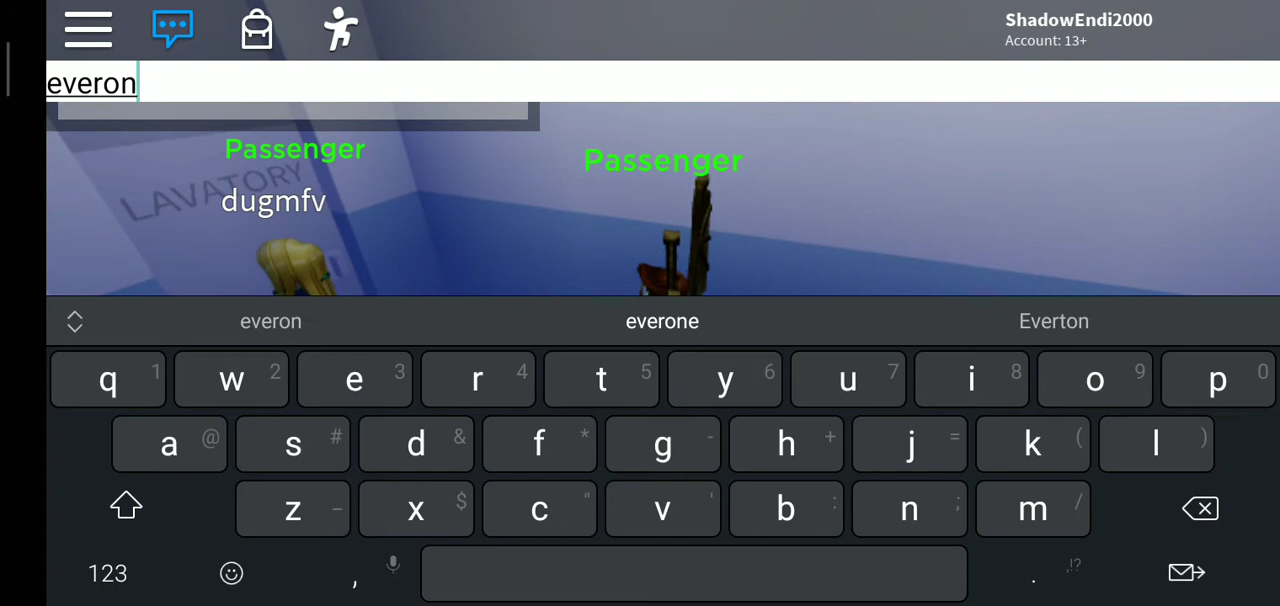 ShadowEndi2000
Account: 13+
everon
Passenger
Passenger
LAVATORY
dugmfv
everon everone Everton
q 1 w 2 e 3 r 4 t 5 y 6 u 7 i 8 o 9 p 0
a @ s # d & f * g - h + j = k ( l )
z _ x $ c " v ' b : n ; m /
123 , . ,!?